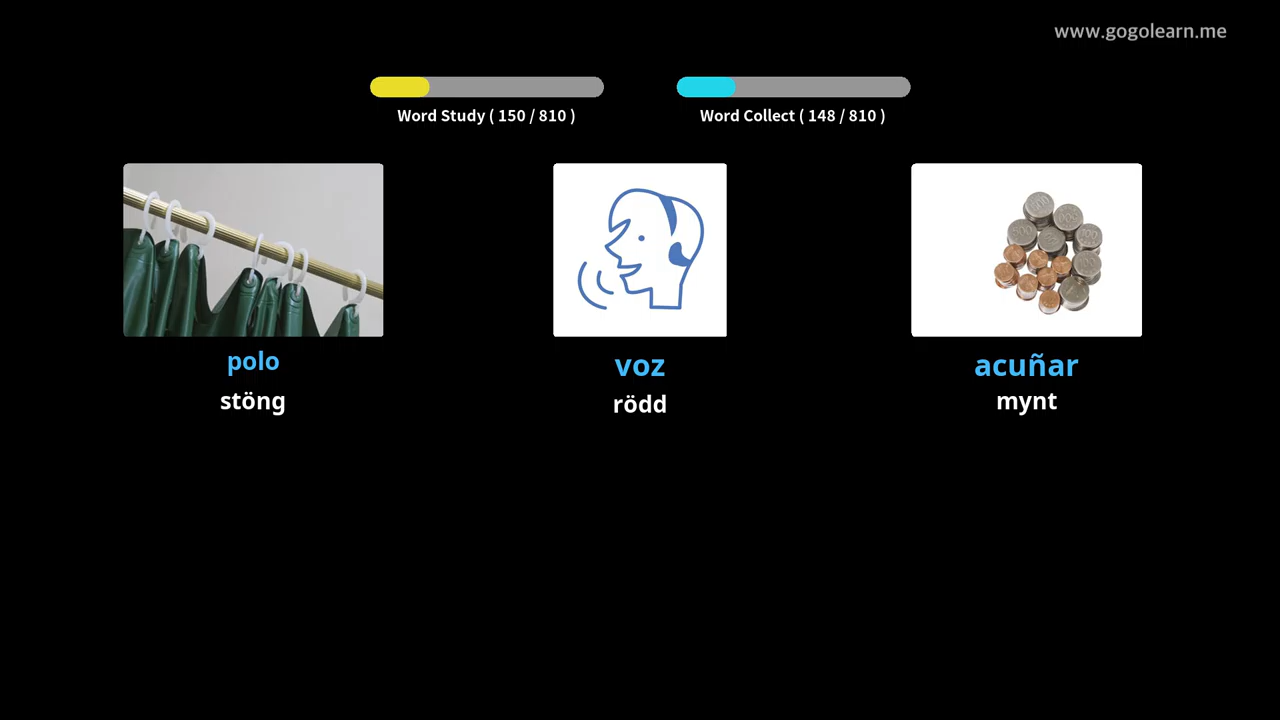 www.gogolearn.me
Word Study ( 150 / 810 )
Word Collect ( 148 / 810 )
polo
stöng
voz
rödd
acuñar
mynt